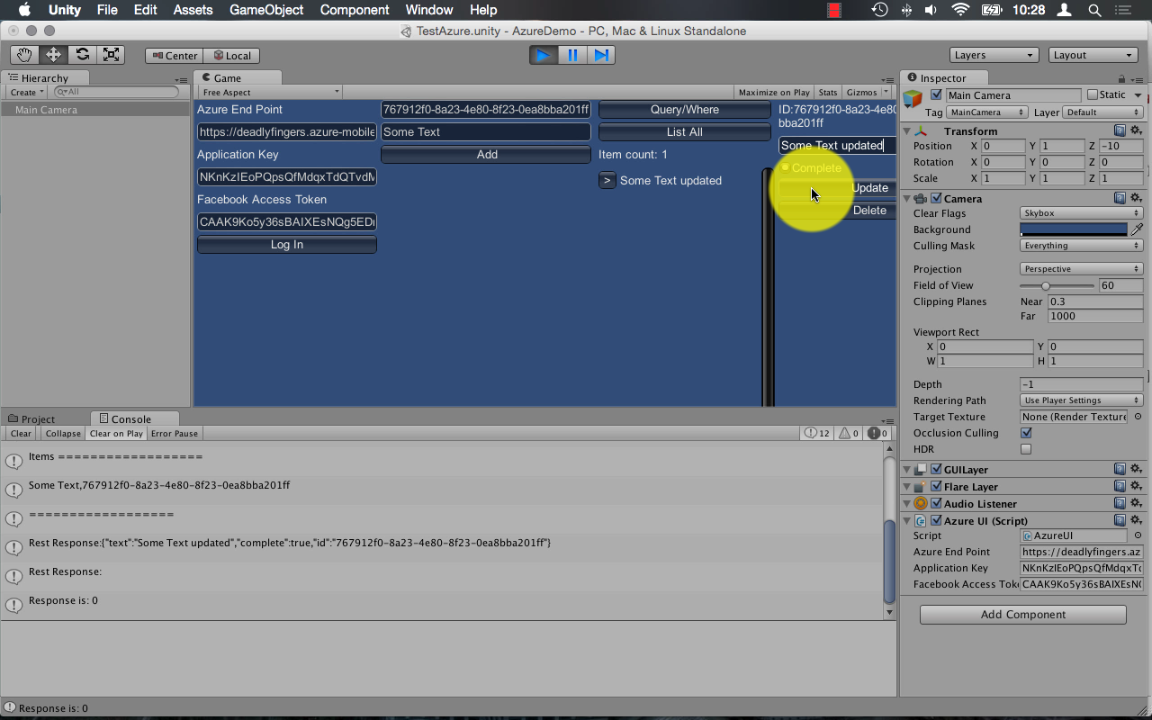 Unity File Edit Assets GameObject Component Window Help 10:28
TestAzure.unity - AzureDemo - PC, Mac & Linux Standalone
Center Local Layers Layout
Hierarchy
Create All
Main Camera
Game
Free Aspect Maximize on Play Stats Gizmos
Azure End Point
https://deadlyfingers.azure-mobile
Application Key
NKnKzIEoPQpsQfMdqxTdQTvdM
Facebook Access Token
Log In
767912f0-8a23-4e80-8f23-0ea8bba201ff
Some Text
Add
Query/Where
List All
Item count: 1
> Some Text updated
ID:767912f0-8a23-4e80
bba201ff
Some Text updated
Complete
Update
Delete
Project Console
Clear Collapse Clear on Play Error Pause 12 0 0
Items ==================
Some Text,767912f0-8a23-4e80-8f23-0ea8bba201ff
==================
Rest Response:{"text":"Some Text updated","complete":true,"id":"767912f0-8a23-4e80-8f23-0ea8bba201ff"}
Rest Response:
Response is: 0
Response is: 0
Inspector
Main Camera Static
Tag MainCamera Layer Default
Transform
Position X 0 Y 1 Z -10
Rotation X 0 Y 0 Z 0
Scale X 1 Y 1 Z 1
Camera
Clear Flags Skybox
Background
Culling Mask Everything
Projection Perspective
Field of View 60
Clipping Planes Near 0.3
Far 1000
Viewport Rect
X 0 Y 0
W 1 H 1
Depth -1
Rendering Path Use Player Settings
Target Texture None (Render Texture
Occlusion Culling
HDR
GUILayer
Flare Layer
Audio Listener
Azure UI (Script)
Script AzureUI
Azure End Point https://deadlyfingers.az
Application Key NKnKzIEoPQpsQfMdqxTd
Facebook Access Tok CAAK9Ko5y36sBAIXEsN
Add Component